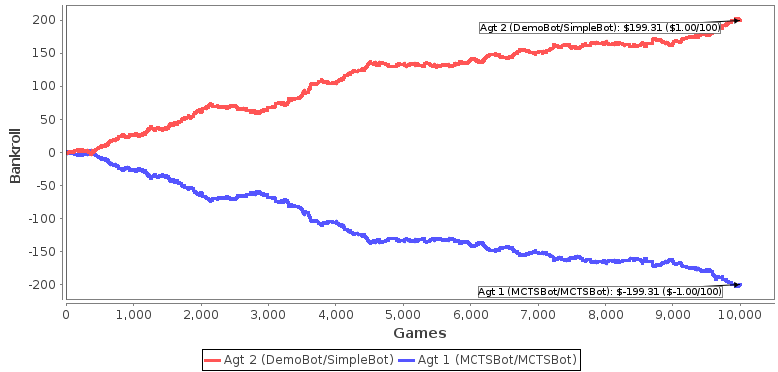 200
150
100
50
0
-50
-100
-150
-200
Bankroll
Agt 2 (DemoBot/SimpleBot): $199.31 ($1.00/100)
Agt 1 (MCTSBot/MCTSBot): $-199.31 ($-1.00/100)
0 1,000 2,000 3,000 4,000 5,000 6,000 7,000 8,000 9,000 10,000
Games
Agt 2 (DemoBot/SimpleBot) Agt 1 (MCTSBot/MCTSBot)